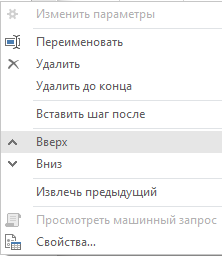 Изменить параметры
Переименовать
Удалить
Удалить до конца
Вставить шаг после
Вверх
Вниз
Извлечь предыдущий
Просмотреть машинный запрос
Свойства...